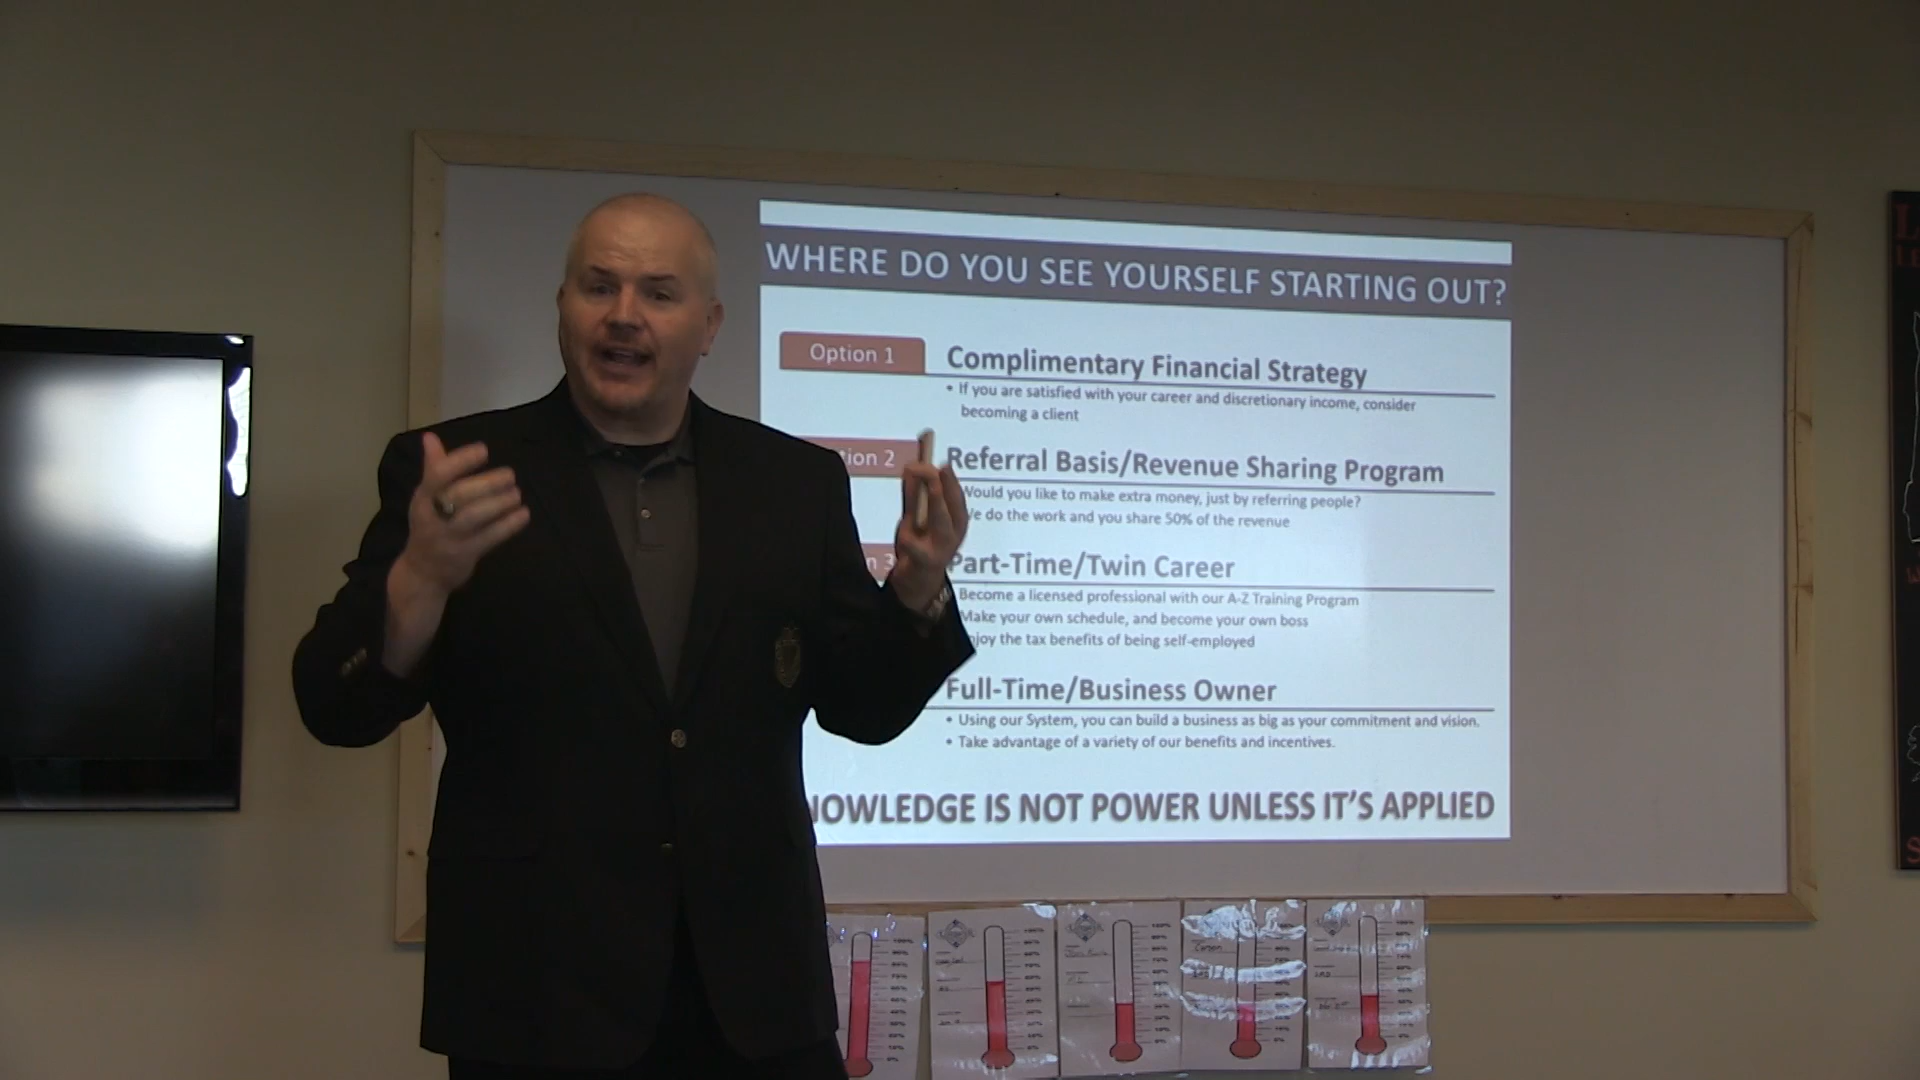 WHERE DO YOU SEE YOURSELF STARTING OUT?
Option 1
Complimentary Financial Strategy
• If you are satisfied with your career and discretionary income, consider
becoming a client
tion 2
Referral Basis/Revenue Sharing Program
Would you like to make extra money, just by referring people?
We do the work and you share 50% of the revenue
n 3
Part-Time/Twin Career
Become a licensed professional with our A-Z Training Program
Make your own schedule, and become your own boss
njoy the tax benefits of being self-employed
Full-Time/Business Owner
• Using our System, you can build a business as big as your commitment and vision.
• Take advantage of a variety of our benefits and incentives.
NOWLEDGE IS NOT POWER UNLESS IT'S APPLIED